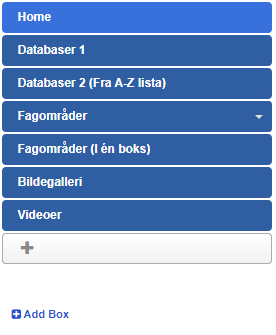 Home
Databaser 1
Databaser 2 (Fra A-Z lista)
Fagområder
Fagområder (I én boks)
Bildegalleri
Videoer
Add Box